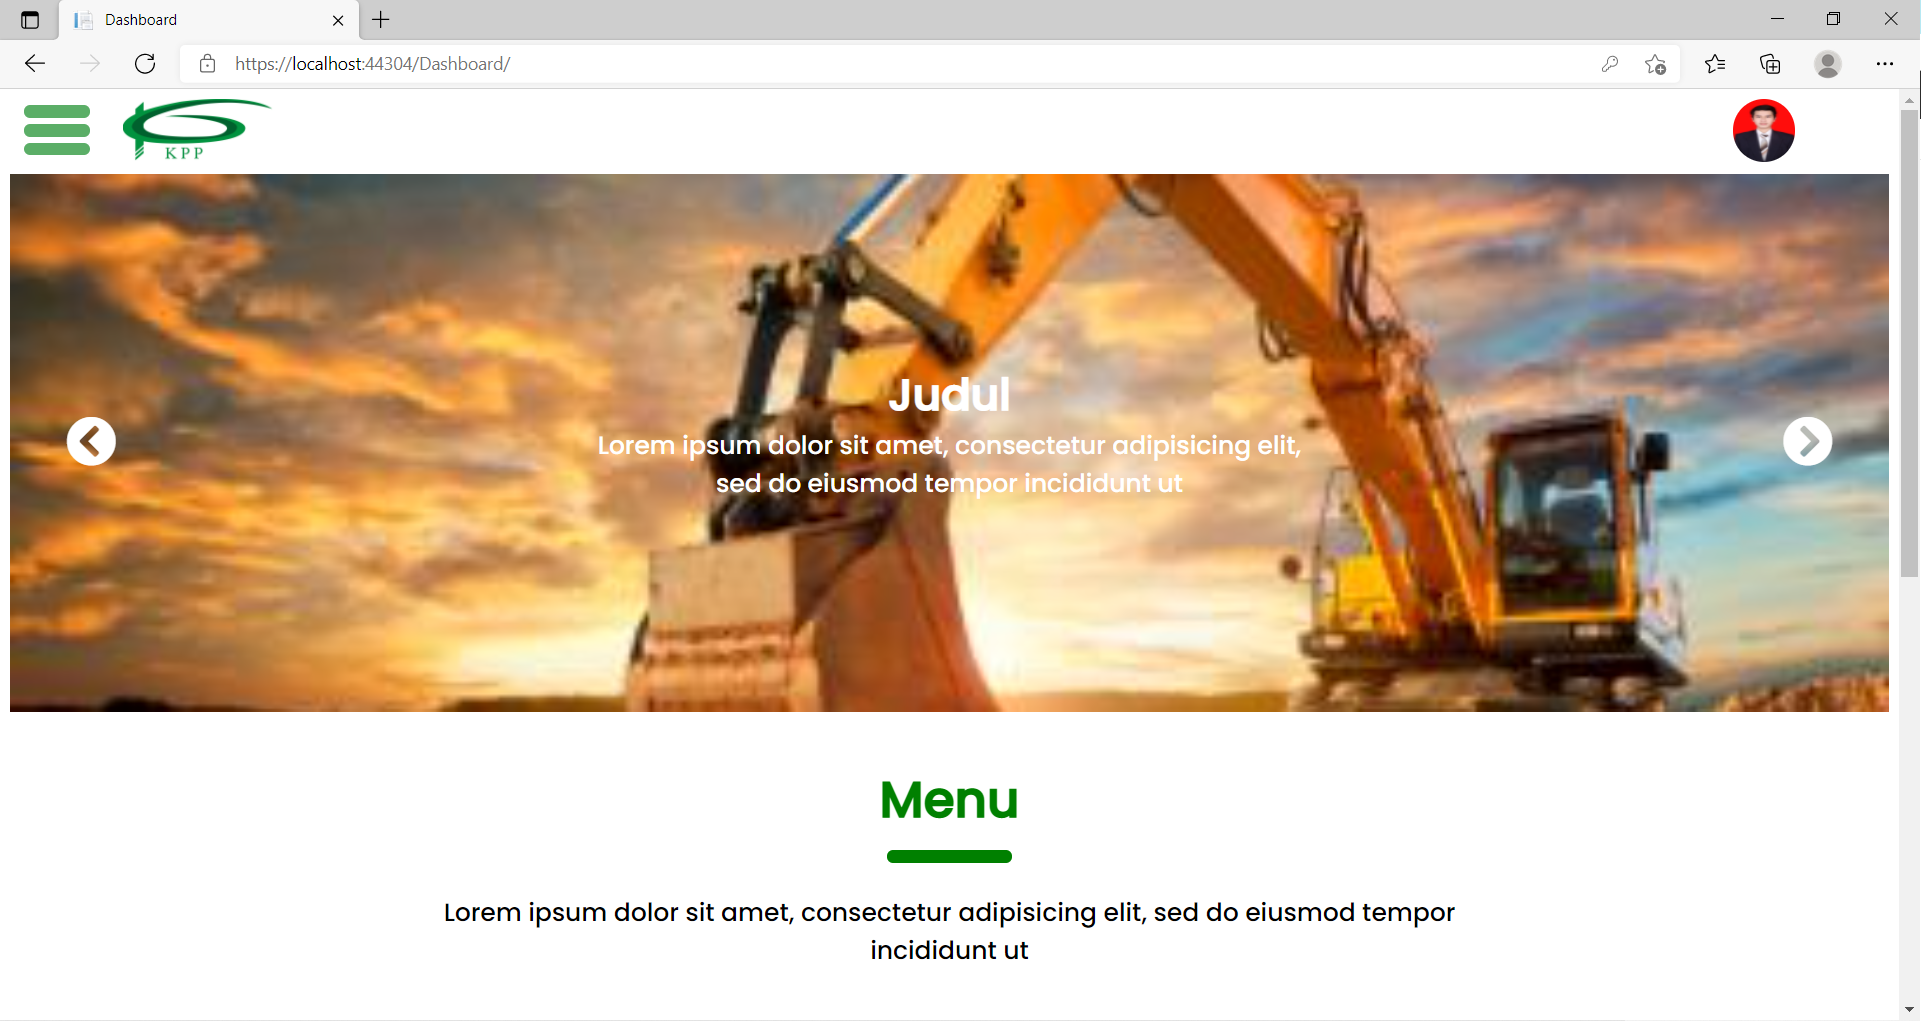 Dashboard
https://localhost:44304/Dashboard/
KPP
Judul
Lorem ipsum dolor sit amet, consectetur adipisicing elit,
sed do eiusmod tempor incididunt ut
Menu
Lorem ipsum dolor sit amet, consectetur adipisicing elit, sed do eiusmod tempor
incididunt ut